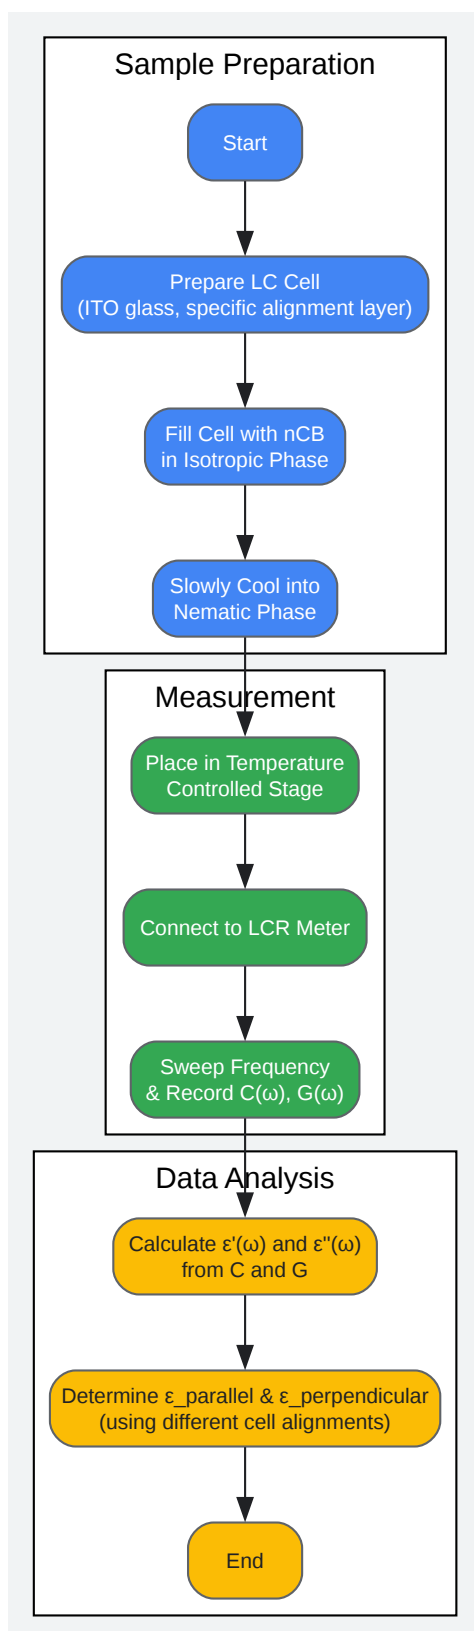 Sample Preparation
Start
Prepare LC Cell
(ITO glass, specific alignment layer)
Fill Cell with nCB
in Isotropic Phase
Slowly Cool into
Nematic Phase
Measurement
Place in Temperature
Controlled Stage
Connect to LCR Meter
Sweep Frequency
& Record C(ω), G(ω)
Data Analysis
Calculate ε'(ω) and ε''(ω)
from C and G
Determine ε_parallel & ε_perpendicular
(using different cell alignments)
End